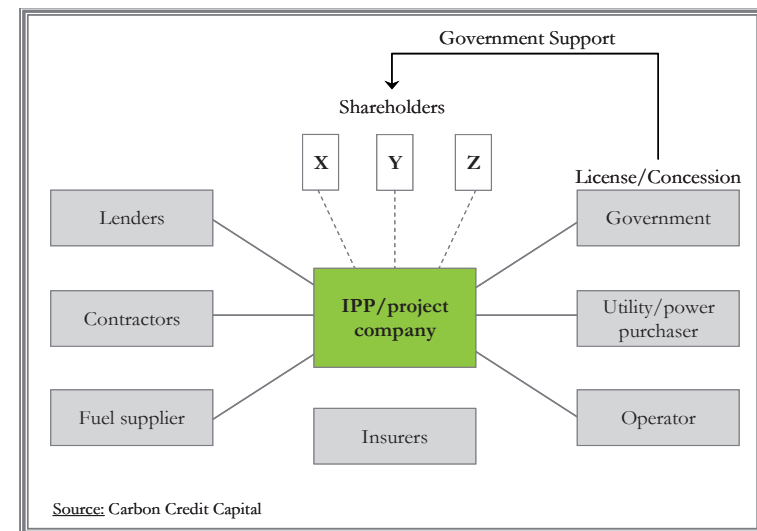 Government Support
Shareholders
X Y Z
License/Concession
Lenders
Government
IPP/project
company
Contractors
Utility/power
purchaser
Fuel supplier
Insurers
Operator
Source: Carbon Credit Capital